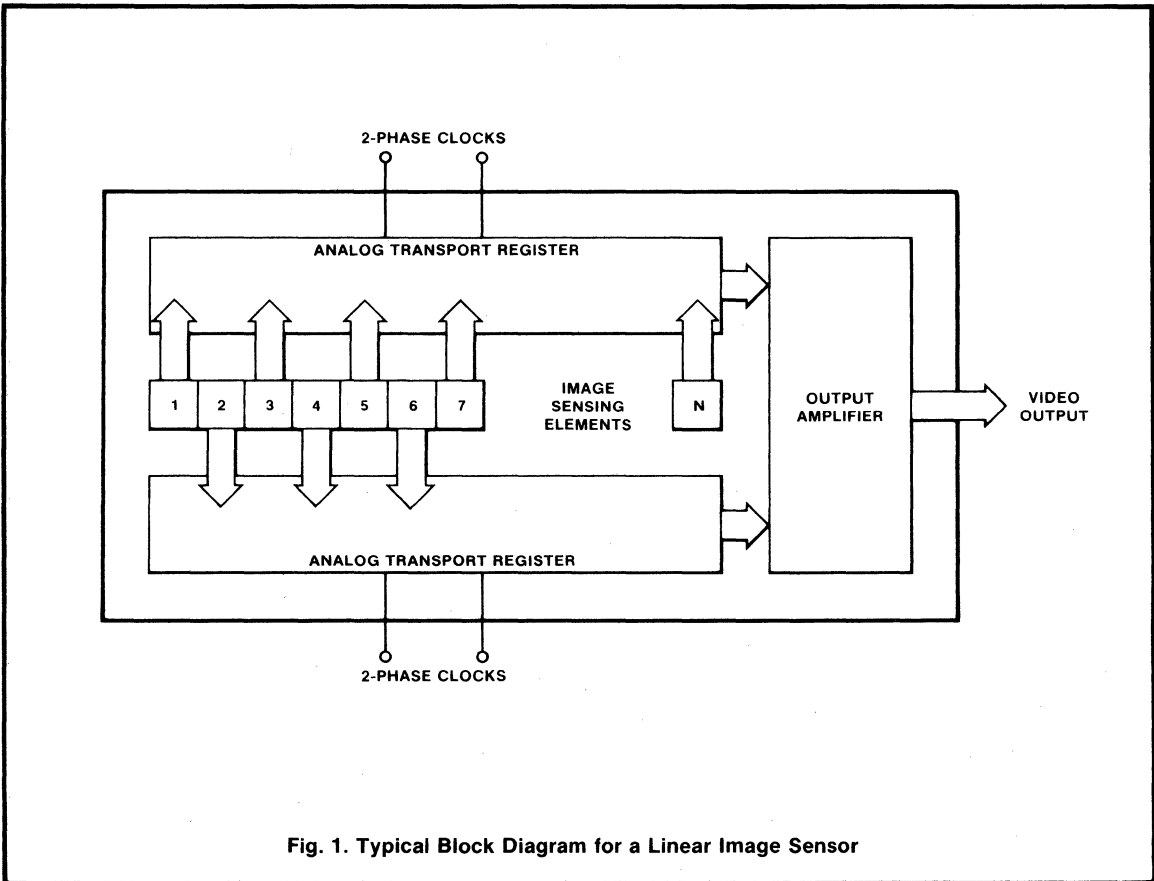 2-PHASE CLOCKS
ANALOG TRANSPORT REGISTER
1 2 3 4 5 6 7
IMAGE
SENSING
ELEMENTS
N
OUTPUT
AMPLIFIER
VIDEO
OUTPUT
ANALOG TRANSPORT REGISTER
2-PHASE CLOCKS
Fig. 1. Typical Block Diagram for a Linear Image Sensor